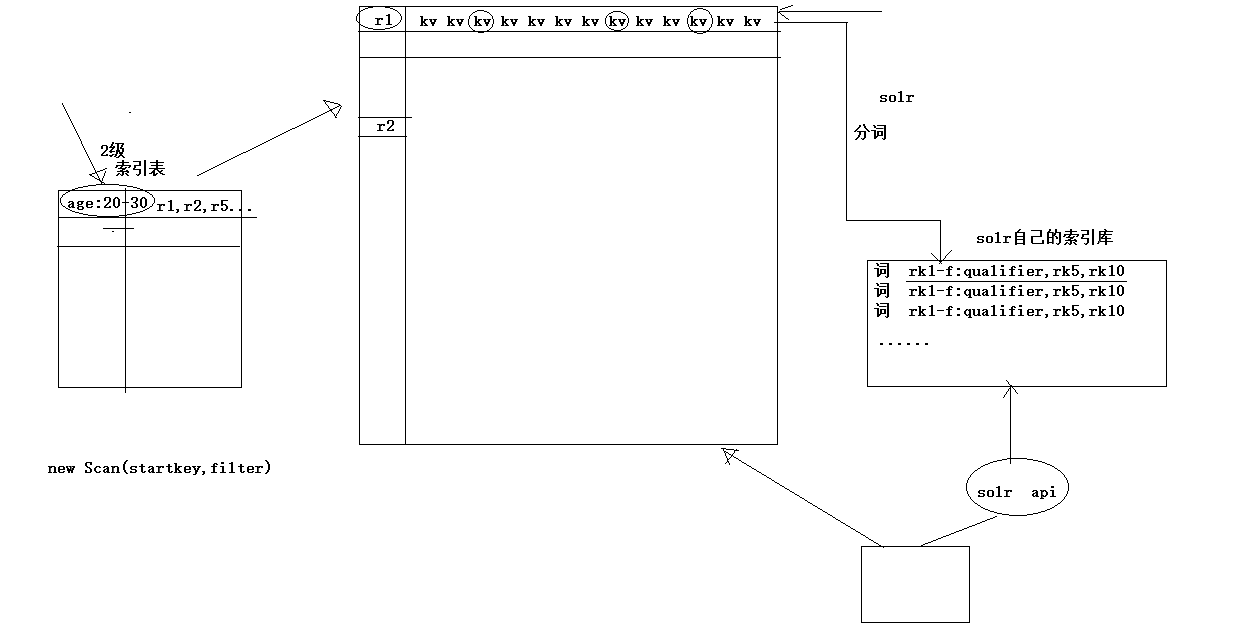 r1 kv kv kv kv kv kv kv kv kv kv kv kv kv
solr
r2
分词
2级
索引表
age:20-30 r1,r2,r5...
solr自己的索引库
词 rk1-f:qualifier,rk5,rk10
词 rk1-f:qualifier,rk5,rk10
词 rk1-f:qualifier,rk5,rk10
......
new Scan(startkey,filter)
solr api